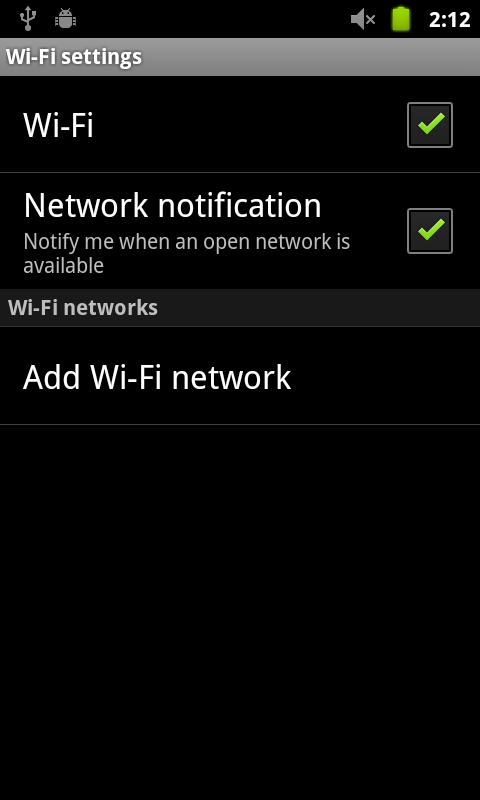 2:12
Wi-Fi settings
Wi-Fi
Network notification
Notify me when an open network is
available
Wi-Fi networks
Add Wi-Fi network